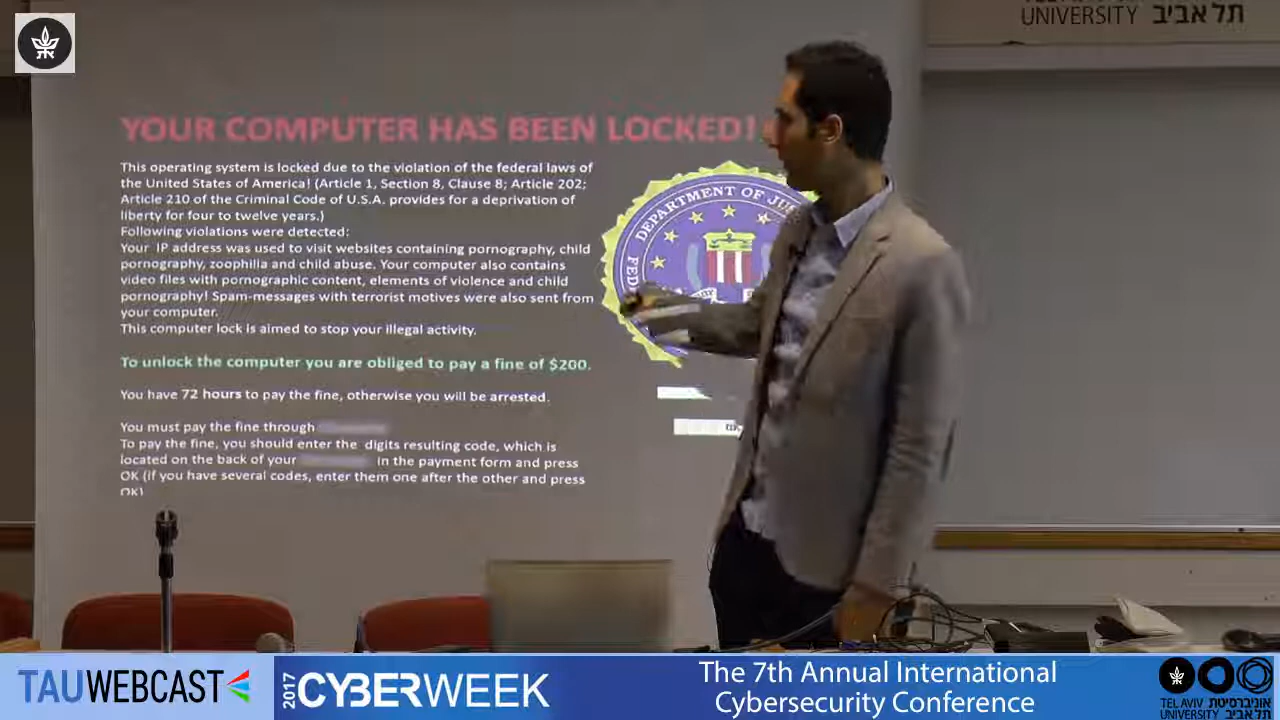 תל אביב
UNIVERSITY
YOUR COMPUTER HAS BEEN LOCKED!
This operating system is locked due to the violation of the federal laws of
the United States of America! (Article 1, Section 8, Clause 8; Article 202;
Article 210 of the Criminal Code of U.S.A. provides for a deprivation of
liberty for four to twelve years.)
Following violations were detected:
Your IP address was used to visit websites containing pornography, child
pornography, zoophilia and child abuse. Your computer also contains
video files with pornographic content, elements of violence and child
pornography! Spam-messages with terrorist motives were also sent from
your computer.
This computer lock is aimed to stop your illegal activity.
To unlock the computer you are obliged to pay a fine of $200.
You have 72 hours to pay the fine, otherwise you will be arrested.
You must pay the fine through
To pay the fine, you should enter the digits resulting code, which is
located on the back of your in the payment form and press
OK (if you have several codes, enter them one after the other and press
OK)
DEPARTMENT OF JUS
FED
TAUWEBCAST
2017 CYBERWEEK
The 7th Annual International
Cybersecurity Conference
TEL AVIV אוניברסיטת
UNIVERSITY תל אביב